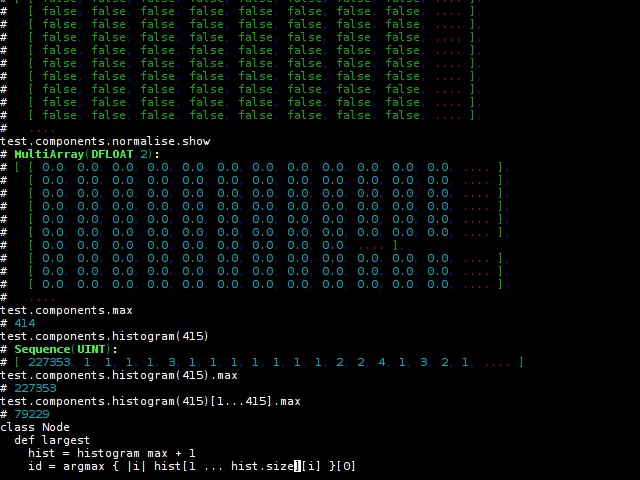 # [ [ false, false, false, false, false, false, false, false, .... ],
#   [ false, false, false, false, false, false, false, false, .... ],
#   [ false, false, false, false, false, false, false, false, .... ],
#   [ false, false, false, false, false, false, false, false, .... ],
#   [ false, false, false, false, false, false, false, false, .... ],
#   [ false, false, false, false, false, false, false, false, .... ],
#   [ false, false, false, false, false, false, false, false, .... ],
#   [ false, false, false, false, false, false, false, false, .... ],
#   [ false, false, false, false, false, false, false, false, .... ],
#   [ false, false, false, false, false, false, false, false, .... ],
#   ....
test.components.normalise.show
# MultiArray(DFLOAT,2):
# [ [ 0.0, 0.0, 0.0, 0.0, 0.0, 0.0, 0.0, 0.0, 0.0, 0.0, 0.0, 0.0, .... ],
#   [ 0.0, 0.0, 0.0, 0.0, 0.0, 0.0, 0.0, 0.0, 0.0, 0.0, 0.0, 0.0, .... ],
#   [ 0.0, 0.0, 0.0, 0.0, 0.0, 0.0, 0.0, 0.0, 0.0, 0.0, 0.0, 0.0, .... ],
#   [ 0.0, 0.0, 0.0, 0.0, 0.0, 0.0, 0.0, 0.0, 0.0, 0.0, 0.0, 0.0, .... ],
#   [ 0.0, 0.0, 0.0, 0.0, 0.0, 0.0, 0.0, 0.0, 0.0, 0.0, 0.0, 0.0, .... ],
#   [ 0.0, 0.0, 0.0, 0.0, 0.0, 0.0, 0.0, 0.0, 0.0, 0.0, 0.0, 0.0, .... ],
#   [ 0.0, 0.0, 0.0, 0.0, 0.0, 0.0, 0.0, 0.0, 0.0, .... ],
#   [ 0.0, 0.0, 0.0, 0.0, 0.0, 0.0, 0.0, 0.0, 0.0, 0.0, 0.0, 0.0, .... ],
#   [ 0.0, 0.0, 0.0, 0.0, 0.0, 0.0, 0.0, 0.0, 0.0, 0.0, 0.0, 0.0, .... ],
#   [ 0.0, 0.0, 0.0, 0.0, 0.0, 0.0, 0.0, 0.0, 0.0, 0.0, 0.0, 0.0, .... ],
#   ....
test.components.max
# 414
test.components.histogram(415)
# Sequence(UINT):
# [ 227353, 1, 1, 1, 1, 3, 1, 1, 1, 1, 1, 1, 1, 2, 2, 4, 1, 3, 2, 1, .... ]
test.components.histogram(415).max
# 227353
test.components.histogram(415)[1...415].max
# 79229
class Node
  def largest
    hist = histogram max + 1
    id = argmax { |i| hist[1 ... hist.size][i] }[0]